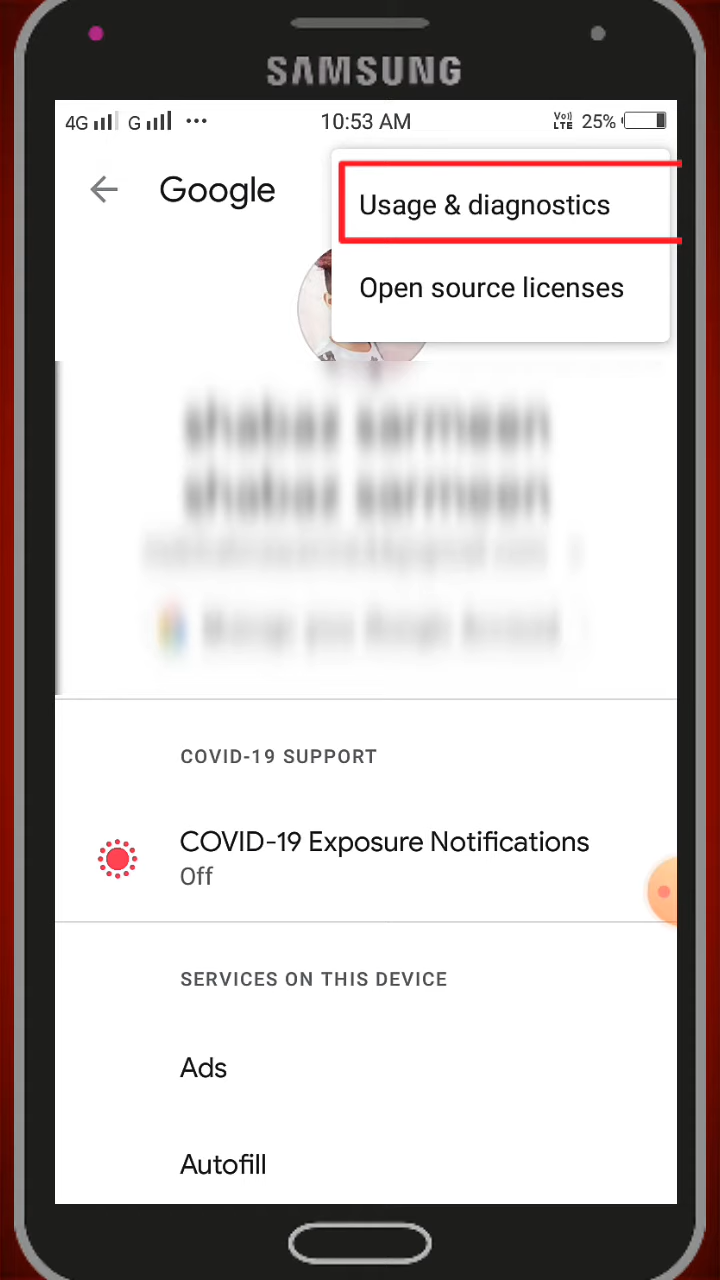 SAMSUNG
4G G ... 10:53 AM Vo)) LTE 25%
Google
Usage & diagnostics
Open source licenses
COVID-19 SUPPORT
COVID-19 Exposure Notifications
Off
SERVICES ON THIS DEVICE
Ads
Autofill